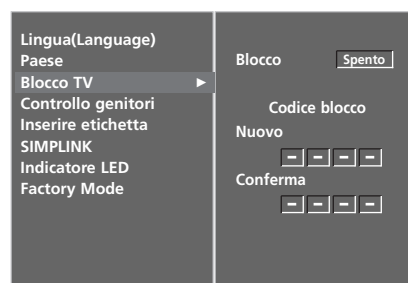 Lingua(Language)
Paese
Blocco TV ►
Controllo genitori
Inserire etichetta
SIMPLINK
Indicatore LED
Factory Mode
Blocco Spento
Codice blocco
Nuovo
– – – –
Conferma
– – – –